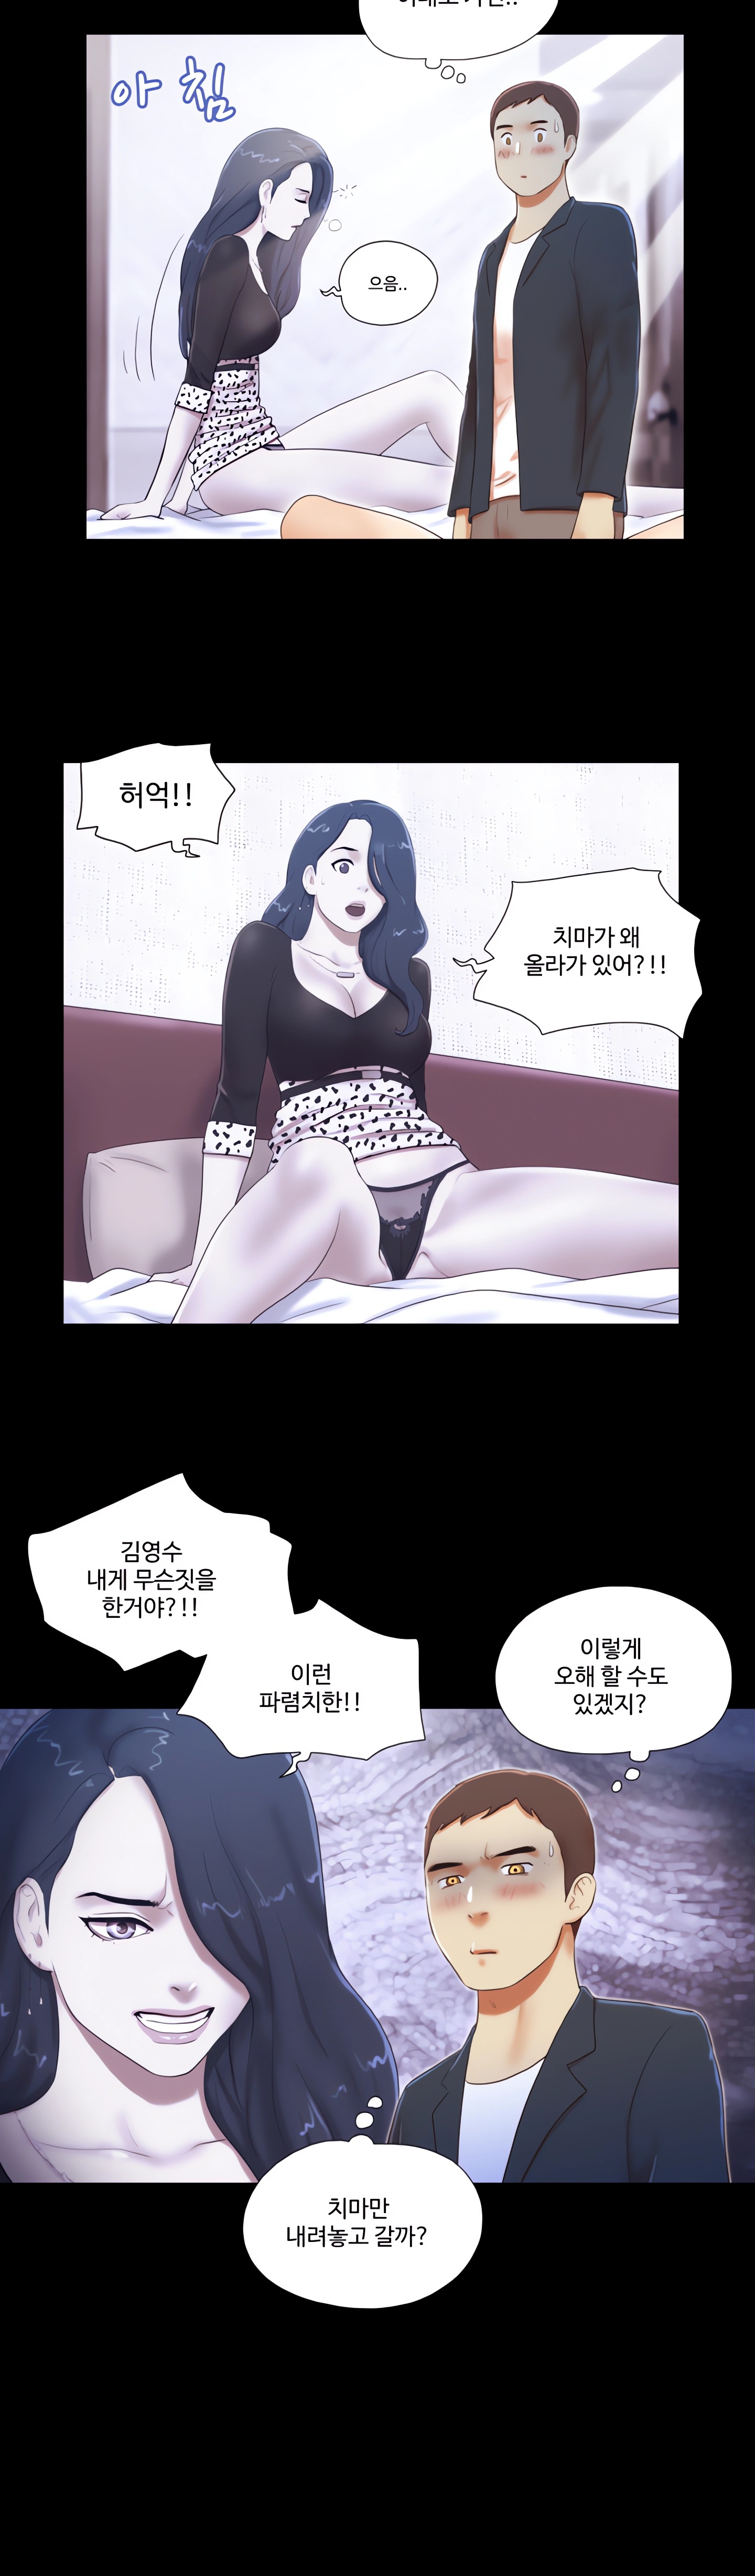 아침
으음..
허억!!
치마가 왜
올라가 있어?!!
김영수
내게 무슨짓을
한거야?!!
이런
파렴치한!!
이렇게
오해 할 수도
있겠지?
치마만
내려놓고 갈까?